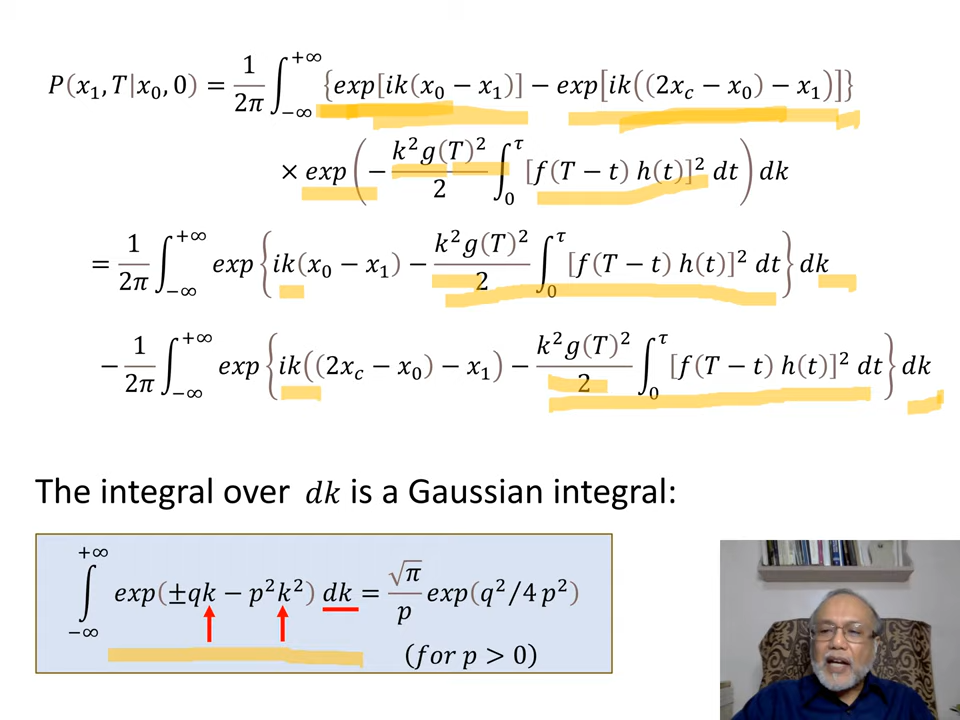 P(x₁, T|x₀, 0) = 1/2π ∫₋∞⁺∞ {exp[ik(x₀ − x₁)] − exp[ik((2x_c − x₀) − x₁)]}
× exp(− k²g(T)²/2 ∫₀^τ [f(T − t) h(t)]² dt) dk
= 1/2π ∫₋∞⁺∞ exp{ik(x₀ − x₁) − k²g(T)²/2 ∫₀^τ [f(T − t) h(t)]² dt} dk
− 1/2π ∫₋∞⁺∞ exp{ik((2x_c − x₀) − x₁) − k²g(T)²/2 ∫₀^τ [f(T − t) h(t)]² dt} dk
The integral over dk is a Gaussian integral:
∫₋∞⁺∞ exp(±qk − p²k²) dk = √π/p exp(q²/4 p²)
(for p > 0)